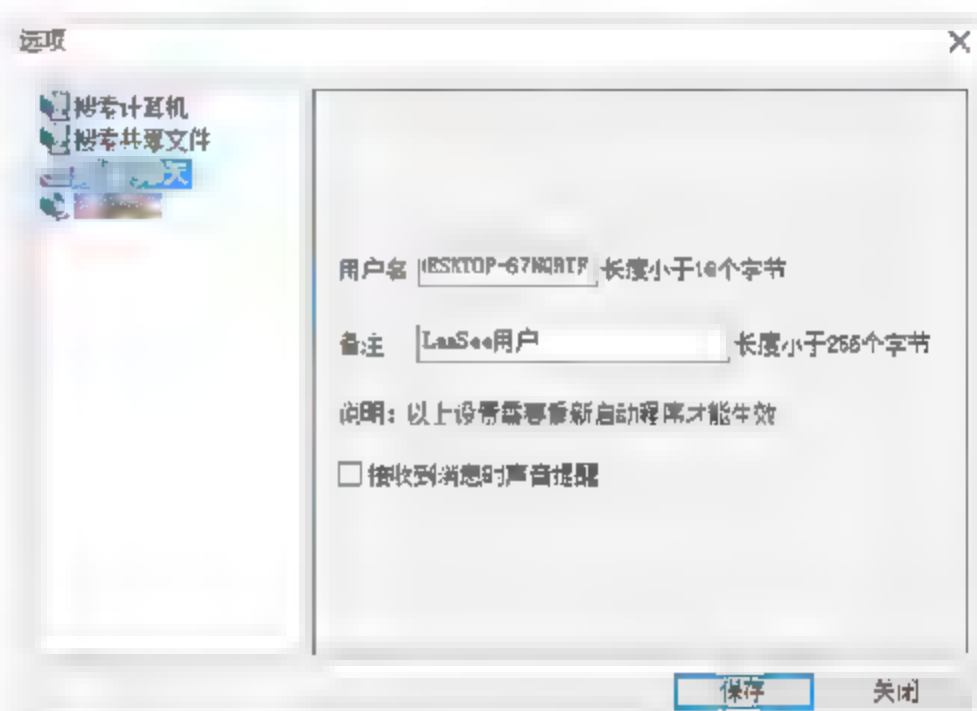 选项
搜索计算机
搜索共享文件
天
用户名 长度小于16个字节
备注 LanSee用户 长度小于255个字节
说明：以上设置需要重新启动程序才能生效
接收到消息时声音提醒
保存 关闭